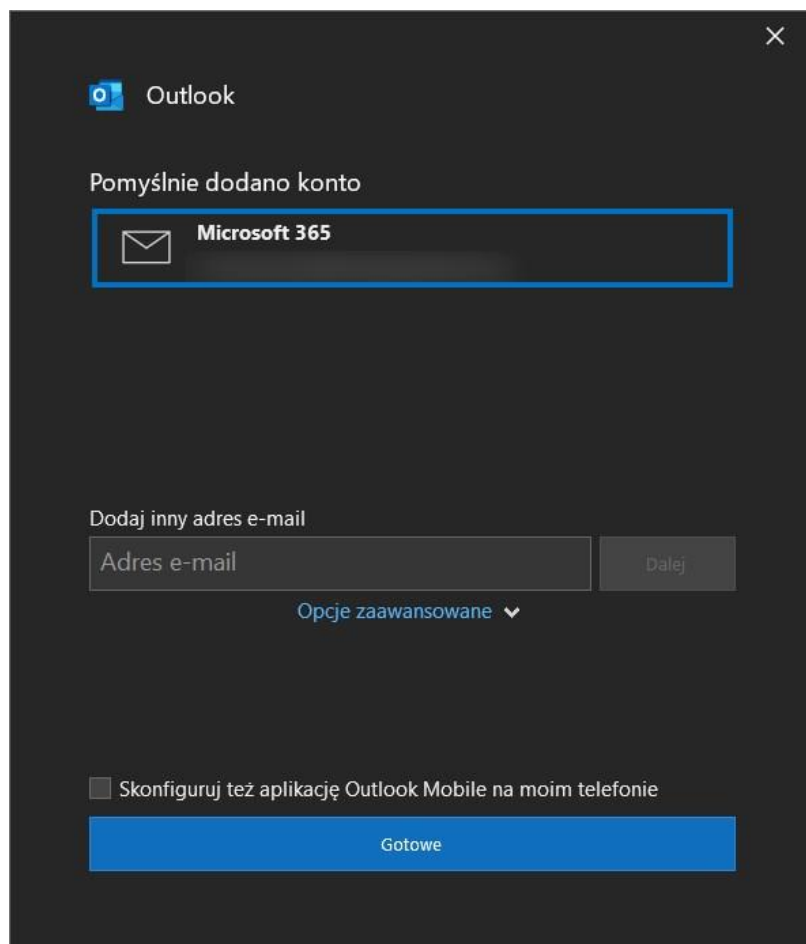 Outlook
Pomyślnie dodano konto
Microsoft 365
Dodaj inny adres e-mail
Adres e-mail
Dalej
Opcje zaawansowane
Skonfiguruj też aplikację Outlook Mobile na moim telefonie
Gotowe